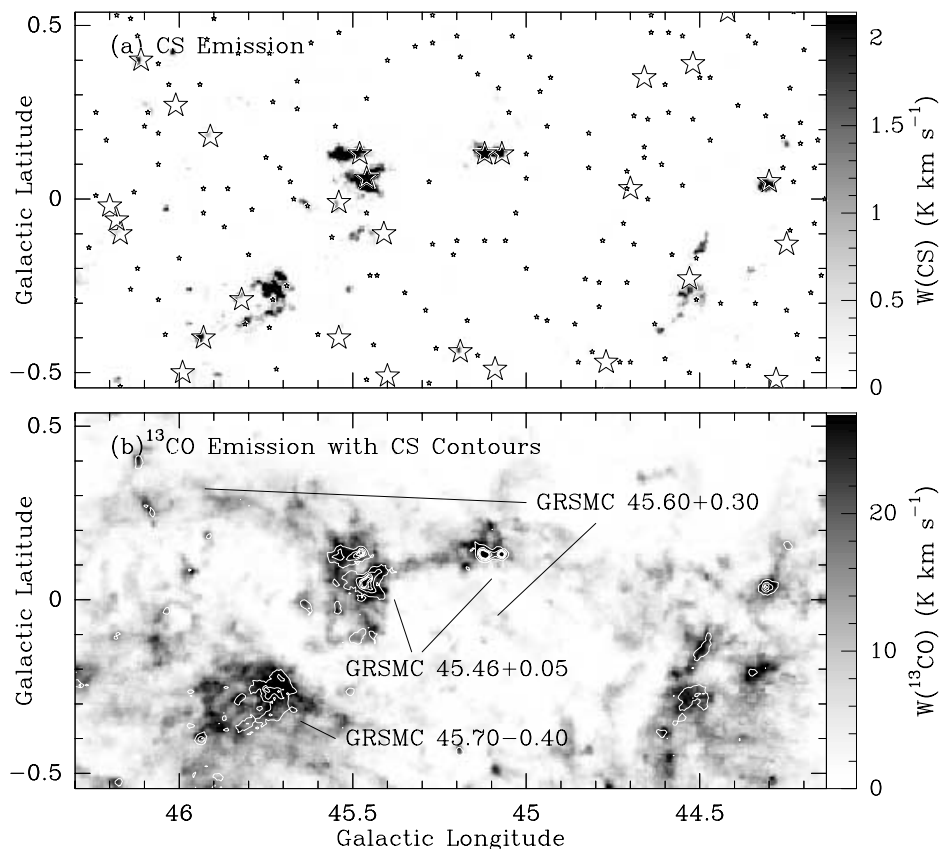 (a) CS Emission
0.5
0
−0.5
Galactic Latitude
2
1.5
1
0.5
0
W(CS) (K km s⁻¹)
(b)¹³CO Emission with CS Contours
GRSMC 45.60+0.30
GRSMC 45.46+0.05
GRSMC 45.70−0.40
0.5
0
−0.5
Galactic Latitude
20
10
0
W(¹³CO) (K km s⁻¹)
46 45.5 45 44.5
Galactic Longitude